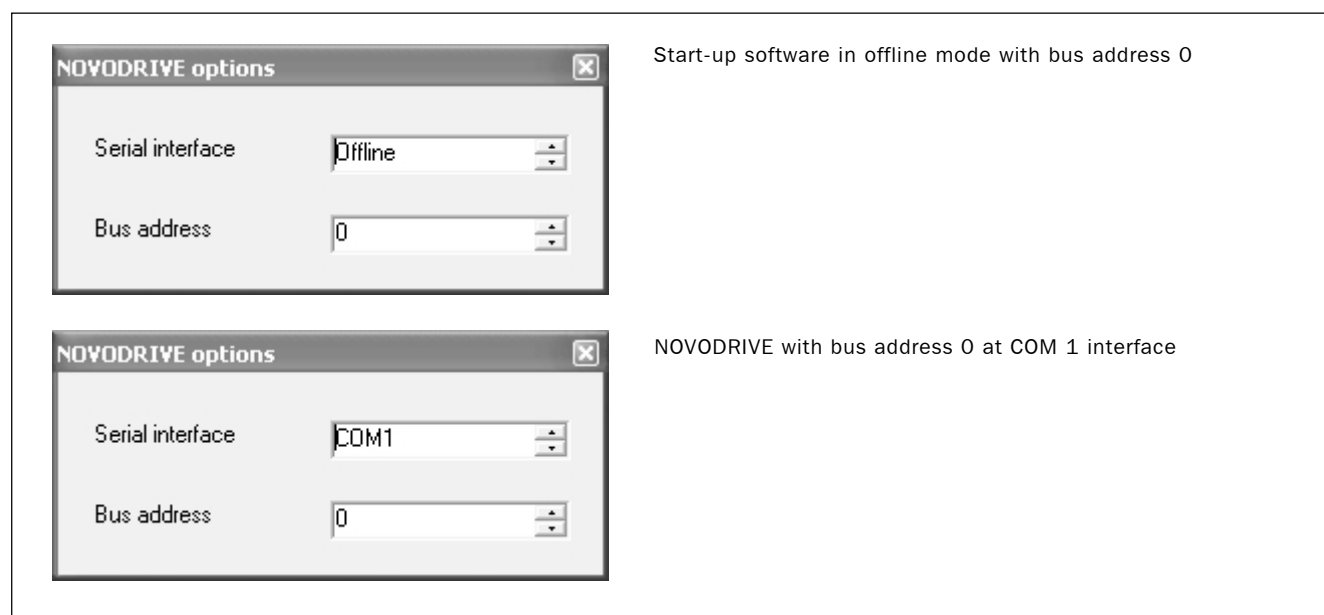 NOVODRIVE options
Start-up software in offline mode with bus address 0
Serial interface
Offline
Bus address
0
NOVODRIVE options
NOVODRIVE with bus address 0 at COM 1 interface
Serial interface
COM1
Bus address
0